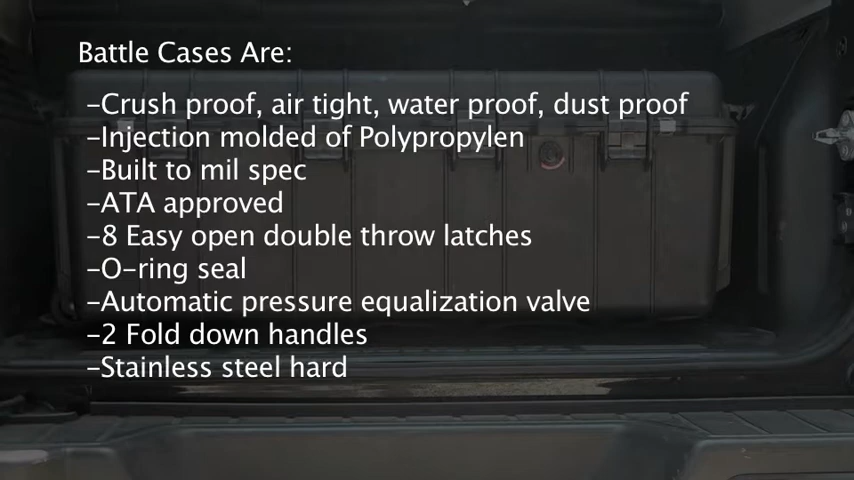 Battle Cases Are:
-Crush proof, air tight, water proof, dust proof
-Injection molded of Polypropylen
-Built to mil spec
-ATA approved
-8 Easy open double throw latches
-O-ring seal
-Automatic pressure equalization valve
-2 Fold down handles
-Stainless steel hard